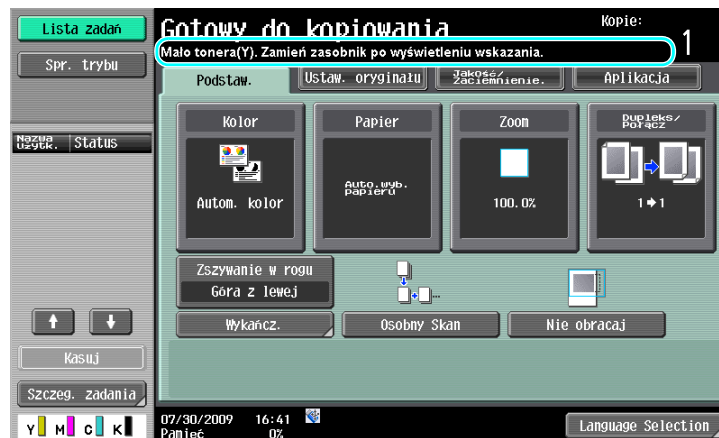 Lista zadań
Spr. trybu
Nazwa użytk. Status
Kasuj
Szczeg. zadania
Y M C K
Gotowy do kopiowania
Kopie: 1
Mało tonera(Y). Zamień zasobnik po wyświetleniu wskazania.
Podstaw. Ustaw. oryginału Jakość/zaciemnienie. Aplikacja
Kolor Papier Zoom Dupleks/Połącz
Autom. kolor Auto.wyb. papieru 100.0% 1➔1
Zszywanie w rogu
Góra z lewej
Wykańcz. Osobny Skan Nie obracaj
07/30/2009 16:41
Pamięć 0%
Language Selection